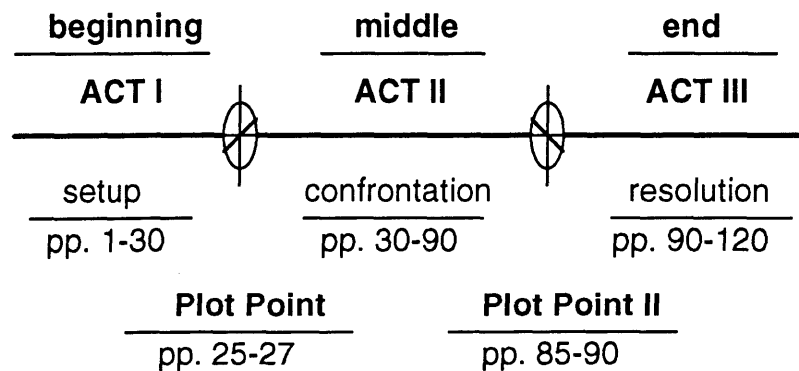 beginning middle end
ACT I ACT II ACT III
setup confrontation resolution
pp. 1-30 pp. 30-90 pp. 90-120
Plot Point Plot Point II
pp. 25-27 pp. 85-90